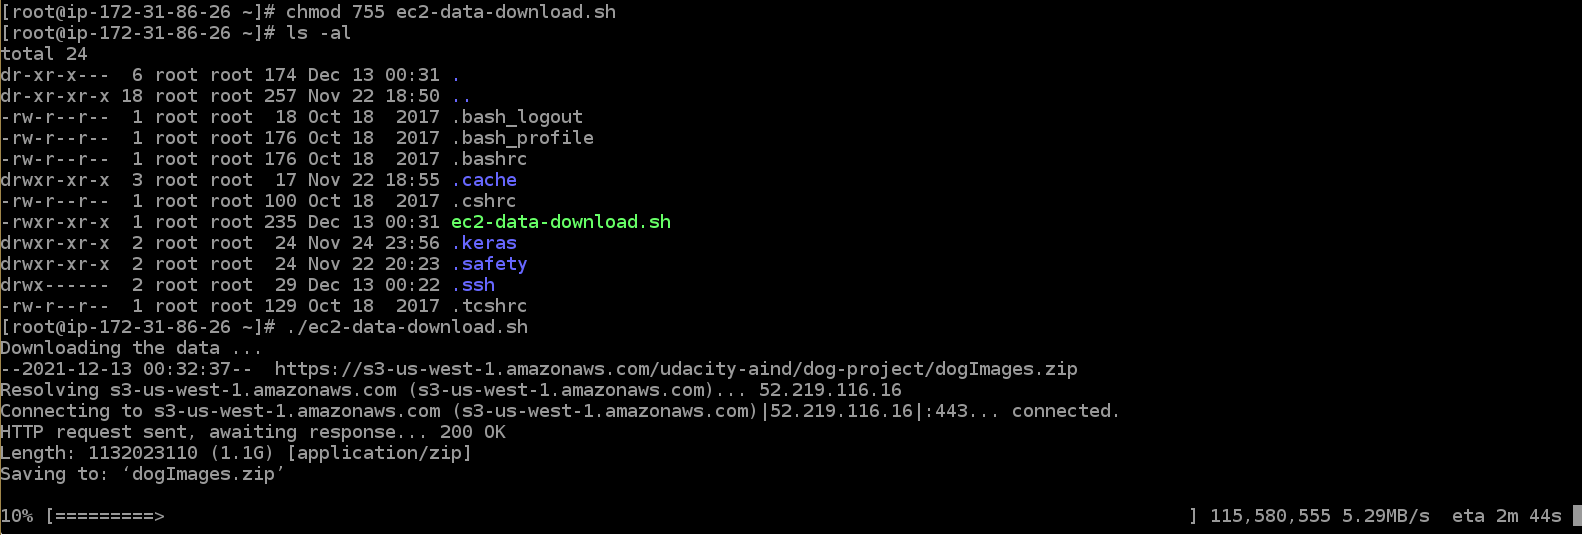 [root@ip-172-31-86-26 ~]# chmod 755 ec2-data-download.sh
[root@ip-172-31-86-26 ~]# ls -al
total 24
dr-xr-x---  6 root root 174 Dec 13 00:31 .
dr-xr-xr-x 18 root root 257 Nov 22 18:50 ..
-rw-r--r--  1 root root  18 Oct 18  2017 .bash_logout
-rw-r--r--  1 root root 176 Oct 18  2017 .bash_profile
-rw-r--r--  1 root root 176 Oct 18  2017 .bashrc
drwxr-xr-x  3 root root  17 Nov 22 18:55 .cache
-rw-r--r--  1 root root 100 Oct 18  2017 .cshrc
-rwxr-xr-x  1 root root 235 Dec 13 00:31 ec2-data-download.sh
drwxr-xr-x  2 root root  24 Nov 24 23:56 .keras
drwxr-xr-x  2 root root  24 Nov 22 20:23 .safety
drwx------  2 root root  29 Dec 13 00:22 .ssh
-rw-r--r--  1 root root 129 Oct 18  2017 .tcshrc
[root@ip-172-31-86-26 ~]# ./ec2-data-download.sh
Downloading the data ...
--2021-12-13 00:32:37--  https://s3-us-west-1.amazonaws.com/udacity-aind/dog-project/dogImages.zip
Resolving s3-us-west-1.amazonaws.com (s3-us-west-1.amazonaws.com)... 52.219.116.16
Connecting to s3-us-west-1.amazonaws.com (s3-us-west-1.amazonaws.com)|52.219.116.16|:443... connected.
HTTP request sent, awaiting response... 200 OK
Length: 1132023110 (1.1G) [application/zip]
Saving to: ‘dogImages.zip’
10% [=========>                                                                                              ] 115,580,555 5.29MB/s  eta 2m 44s